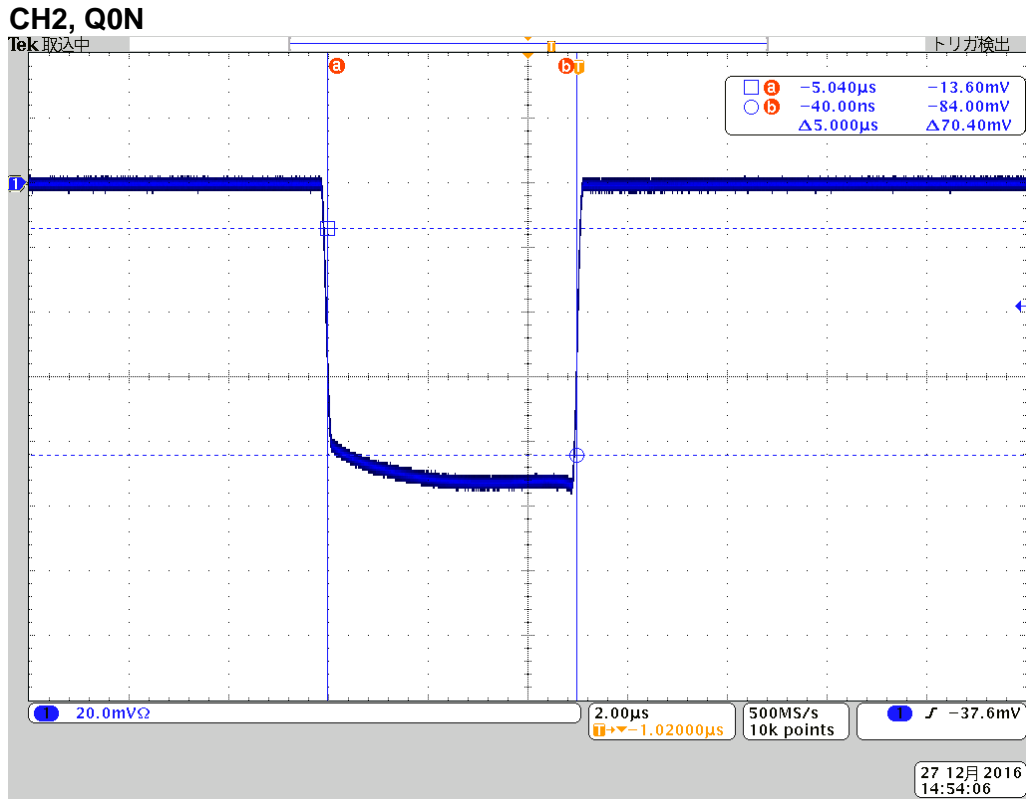 CH2, Q0N
Tek 取込中
T
トリガ検出
a
b T
a −5.040µs −13.60mV
b −40.00ns −84.00mV
Δ5.000µs Δ70.40mV
1
1 20.0mVΩ
2.00µs
T→▼−1.02000µs
500MS/s
10k points
1 ∫ −37.6mV
27 12月 2016
14:54:06